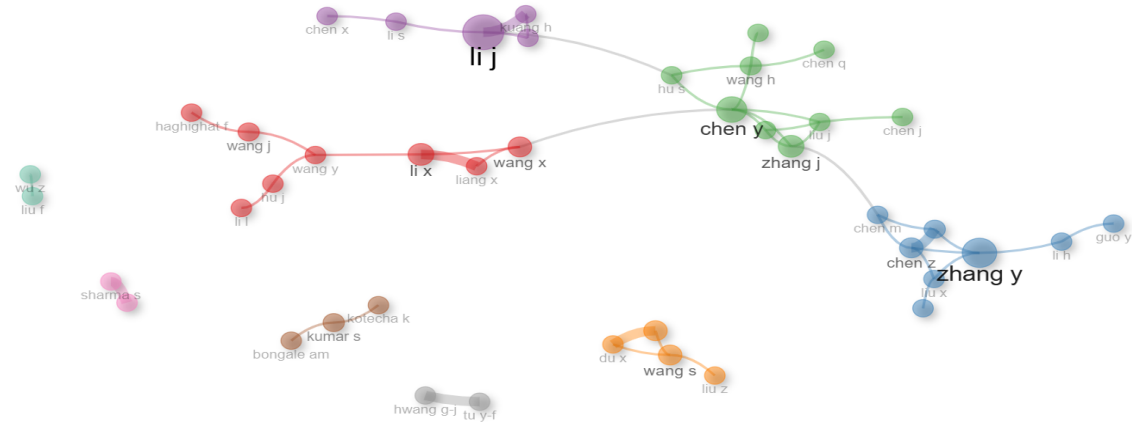 chen x
li s
kuang h
li j
hu s
wang h
chen q
chen y
liu j
chen j
zhang j
haghighat f
wang j
wang y
li x
liang x
wang x
hu j
li l
wu z
liu f
chen m
chen z
zhang y
li h
guo y
liu x
sharma s
kotecha k
kumar s
bongale am
du x
wang s
liu z
hwang g-j
tu y-f